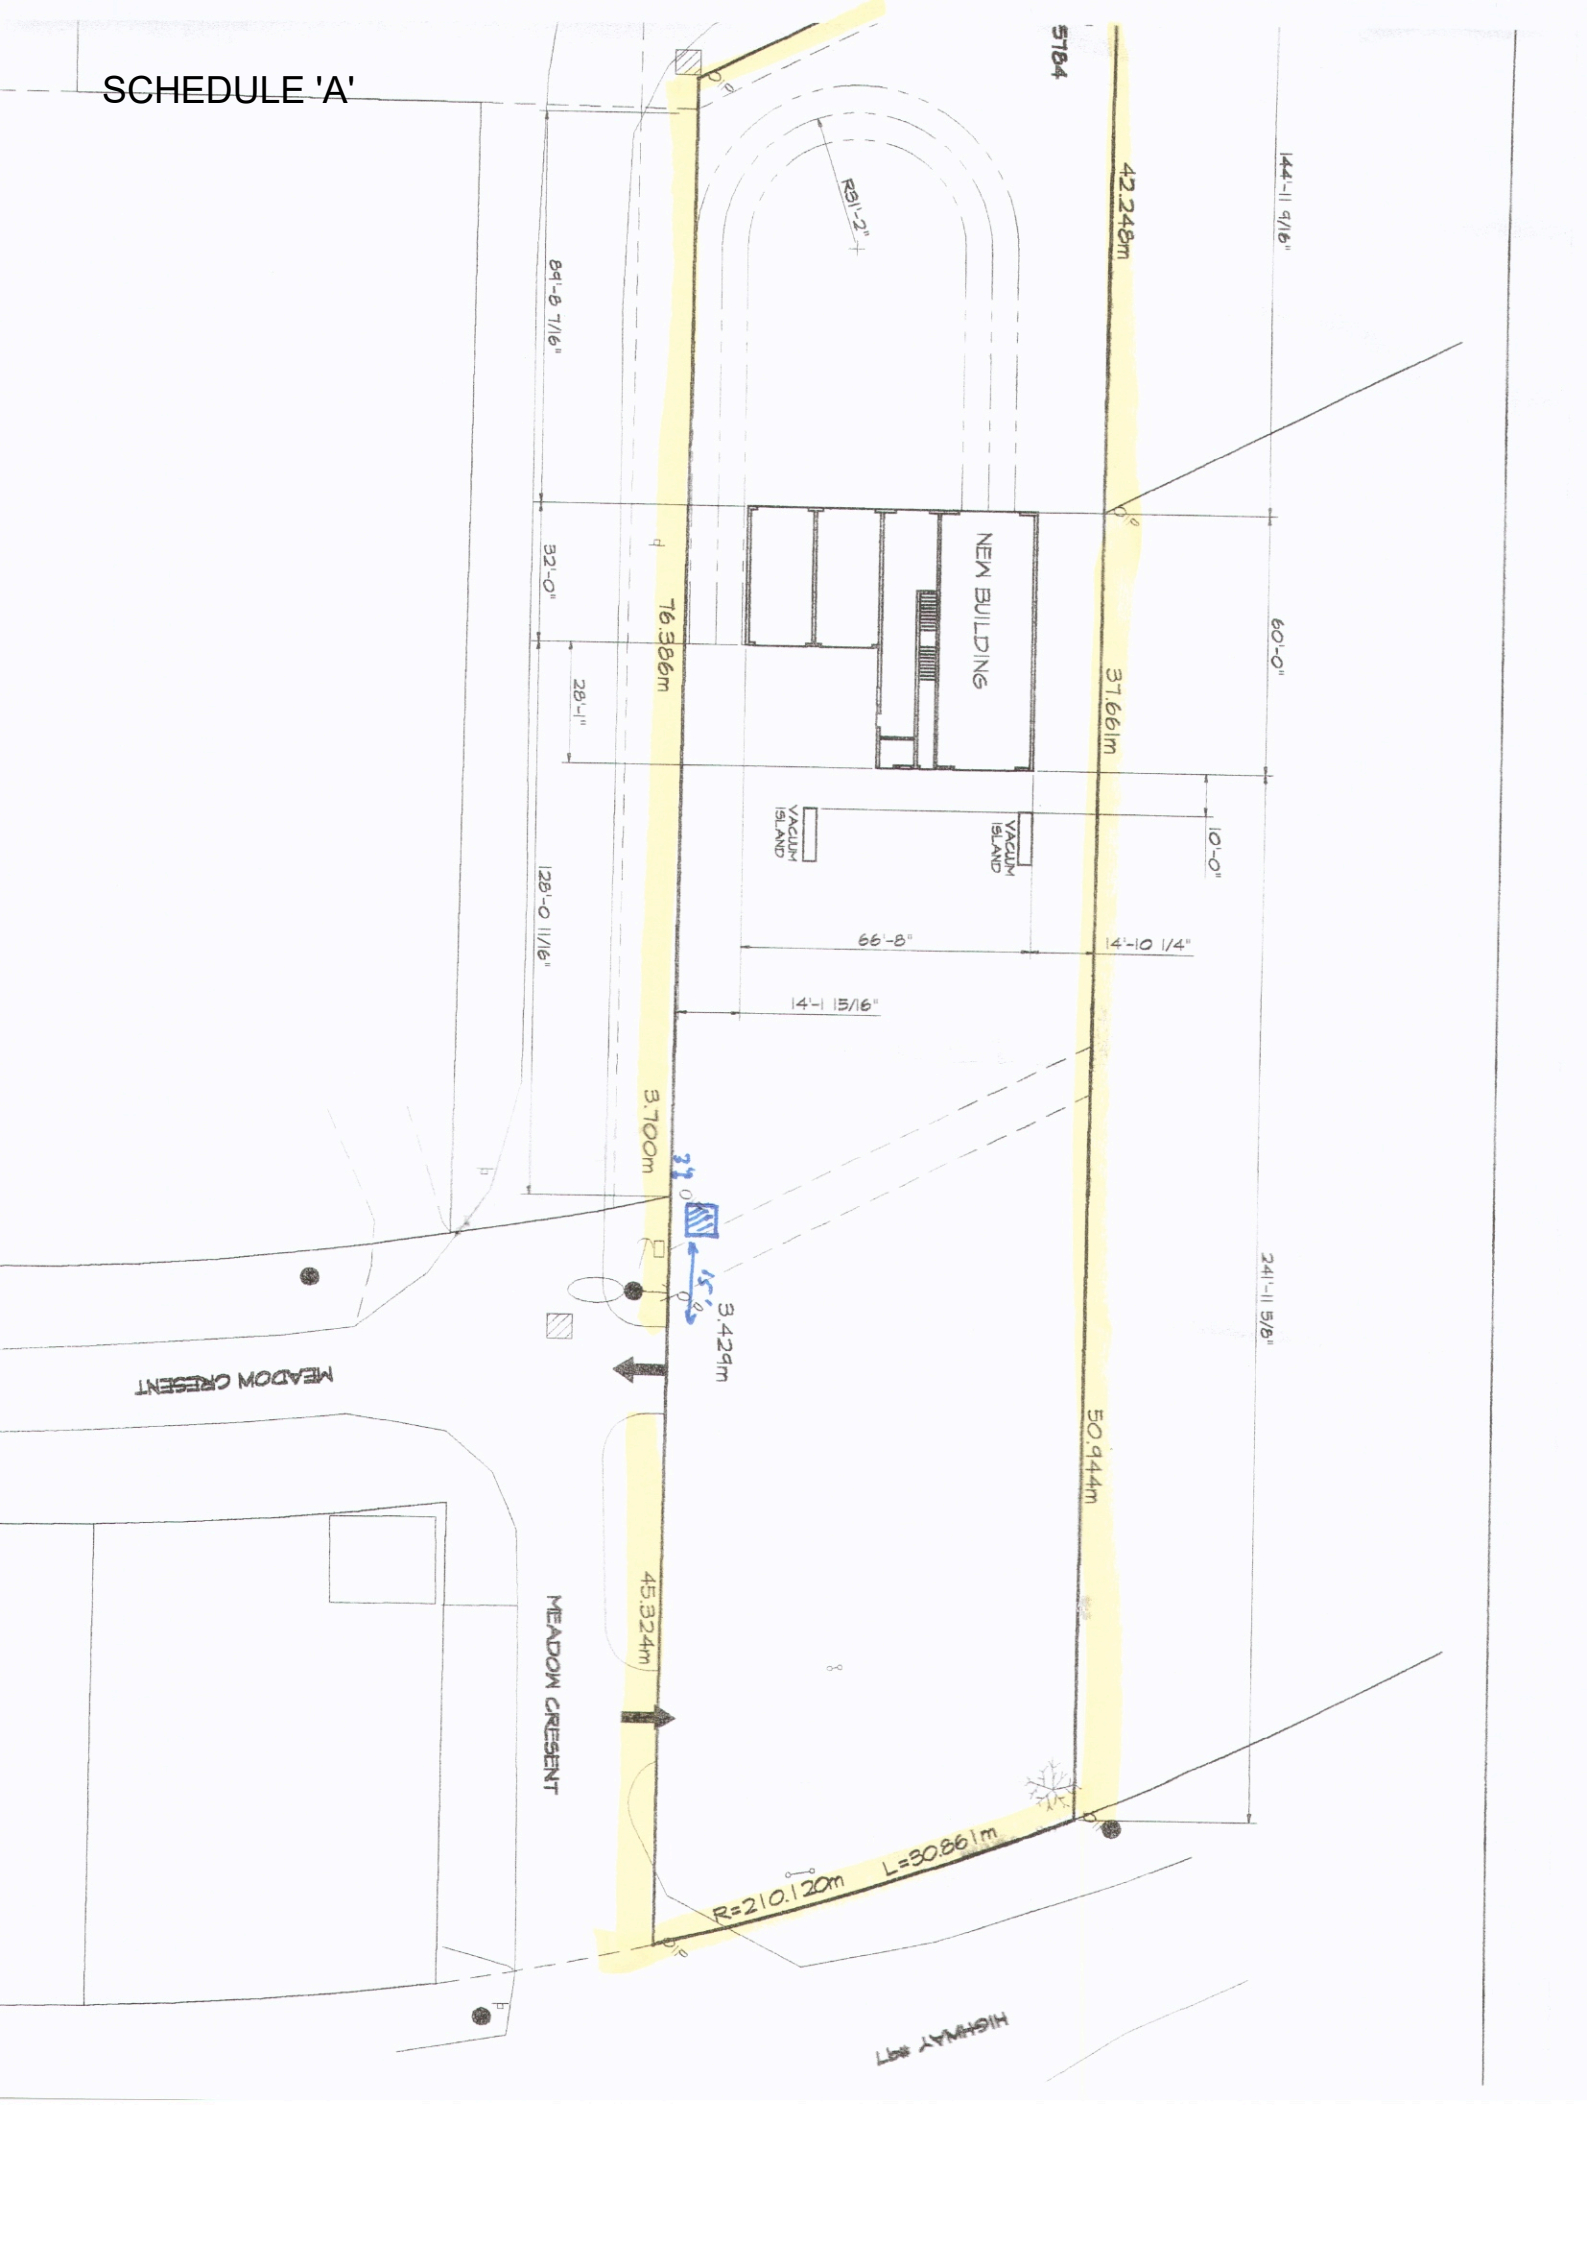 SCHEDULE 'A'
5784
42.248m
144'-11 9/16"
R31'-2"
89'-8 7/16"
32'-0"
NEW BUILDING
76.386m
28'-1"
60'-0"
37.661m
VACUUM
ISLAND
VACUUM
ISLAND
10'-0"
128'-0 11/16"
66'-8"
14'-10 1/4"
14'-1 15/16"
3.700m
15'
3.429m
241'-11 5/8"
MEADOW CRESENT
50.944m
45.324m
MEADOW CRESENT
L=30.861m
R=210.120m
HIGHWAY #97